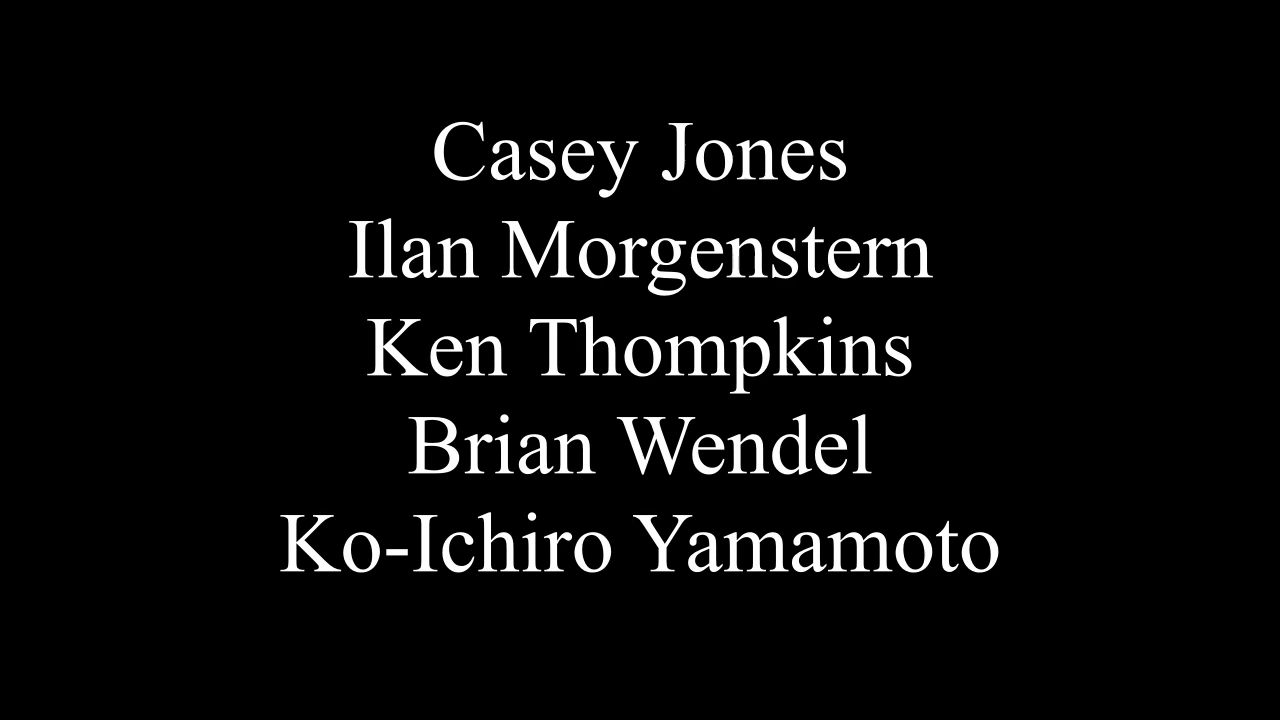 Casey Jones
Ilan Morgenstern
Ken Thompkins
Brian Wendel
Ko-Ichiro Yamamoto